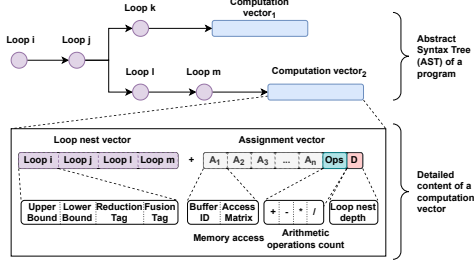 Computation
vector1
Loop k
Loop i
Loop j
Loop l
Loop m
Computation vector2
Abstract
Syntax Tree
(AST) of a
program
Loop nest vector
Assignment vector
Loop i
Loop j
Loop l
Loop m
+
A1
A2
A3
...
An
Ops
D
Upper
Bound
Lower
Bound
Reduction
Tag
Fusion
Tag
Buffer
ID
Access
Matrix
+
-
*
/
Loop nest
depth
Memory access
Arithmetic
operations count
Detailed
content of a
computation
vector